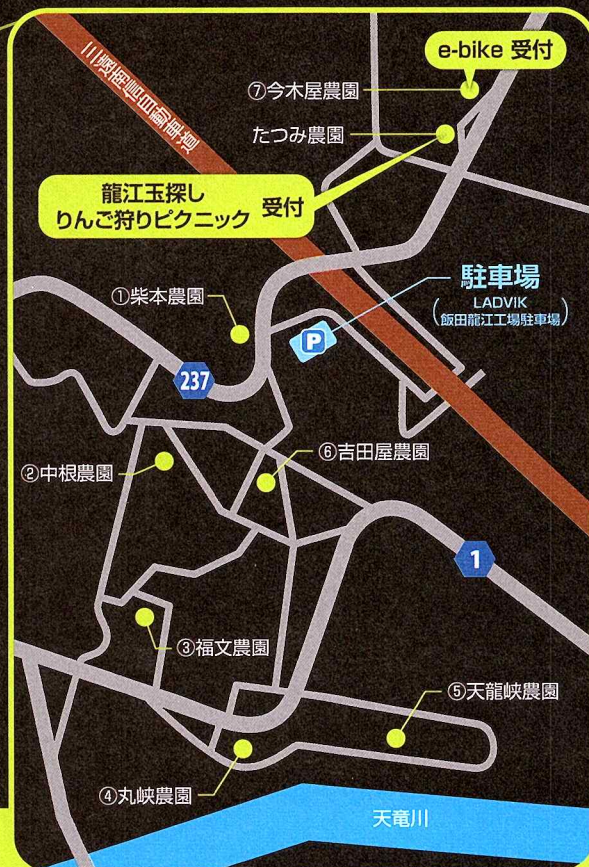 e-bike 受付
⑦今木屋農園
たつみ農園
三遠南信自動車道
龍江玉探し
りんご狩りピクニック 受付
①柴本農園
駐車場
(LADVIK
飯田龍江工場駐車場)
P
237
⑥吉田屋農園
②中根農園
1
③福文農園
⑤天龍峡農園
④丸峡農園
天竜川